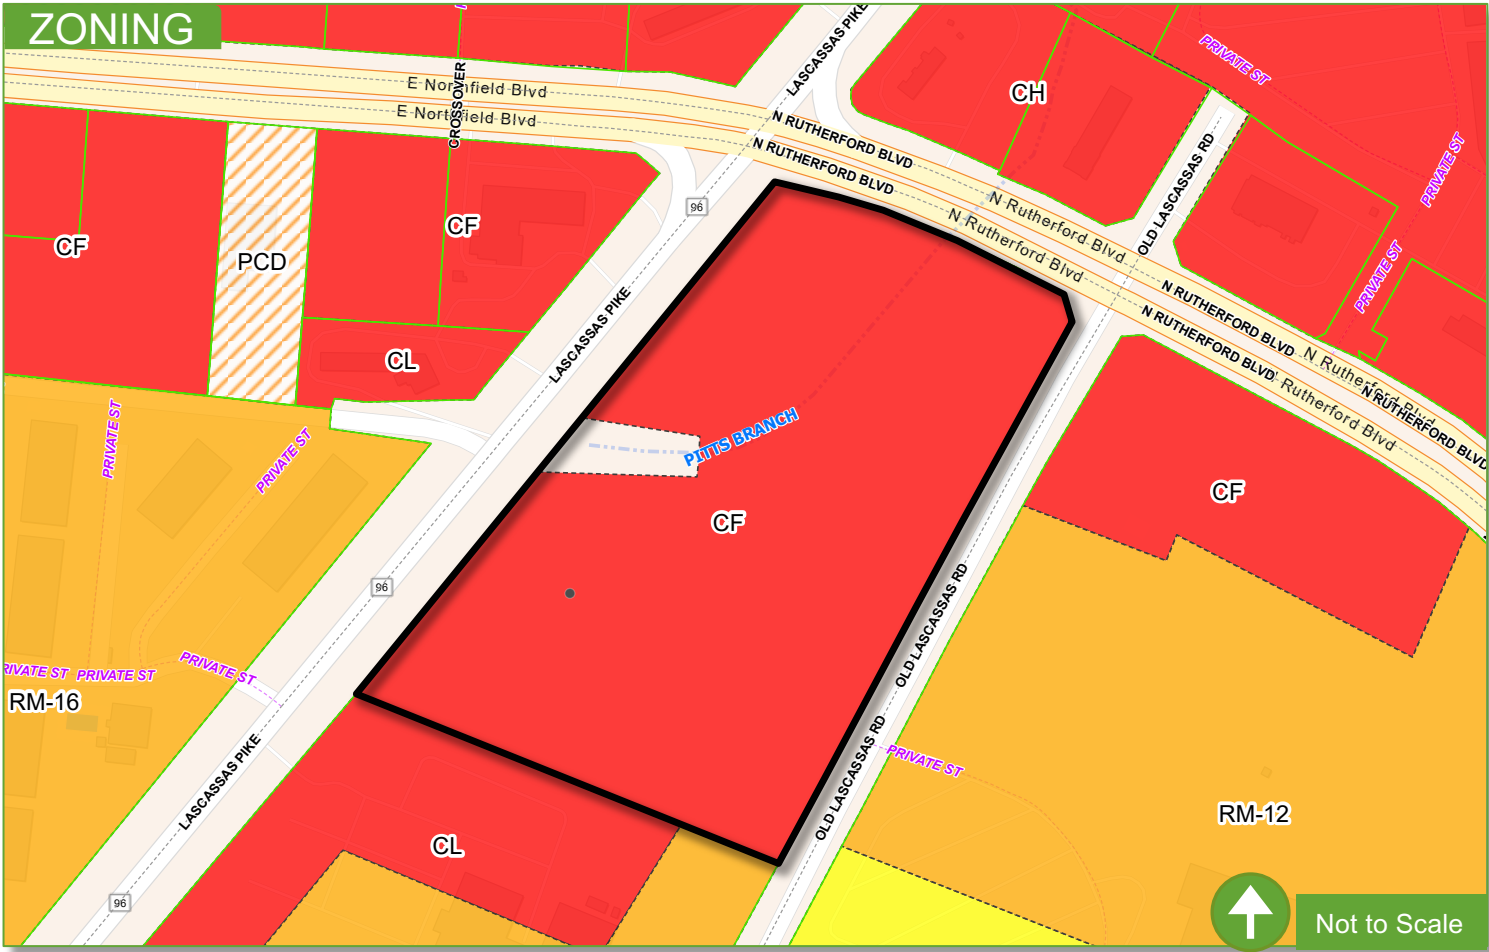 ZONING
LASCASSAS PIKE
PRIVATE ST
E Northfield Blvd
CROSSOVER
E Northfield Blvd
CH
N RUTHERFORD BLVD
N RUTHERFORD BLVD
OLD LASCASSAS RD
PRIVATE ST
96
N Rutherford Blvd
N Rutherford Blvd
CF
CF
PCD
PRIVATE ST
N RUTHERFORD BLVD
N RUTHERFORD BLVD
LASCASSAS PIKE
CL
N Rutherford Blvd
N RUTHERFORD BLVD
Rutherford Blvd
PRIVATE ST
PRIVATE ST
PITTS BRANCH
CF
CF
96
OLD LASCASSAS RD
RIVATE ST
PRIVATE ST
PRIVATE ST
RM-16
LASCASSAS PIKE
OLD LASCASSAS RD
PRIVATE ST
RM-12
CL
96
Not to Scale